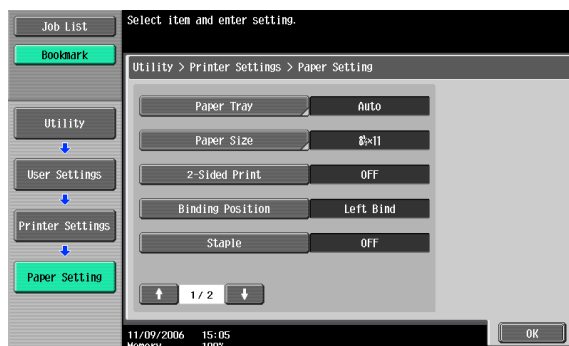 Job List
Select item and enter setting.
Bookmark
Utility > Printer Settings > Paper Setting
Paper Tray Auto
Utility
Paper Size 8½×11
User Settings
2-Sided Print OFF
Binding Position Left Bind
Printer Settings
Staple OFF
Paper Setting
1/2
11/09/2006 15:05
OK
Memory 100%